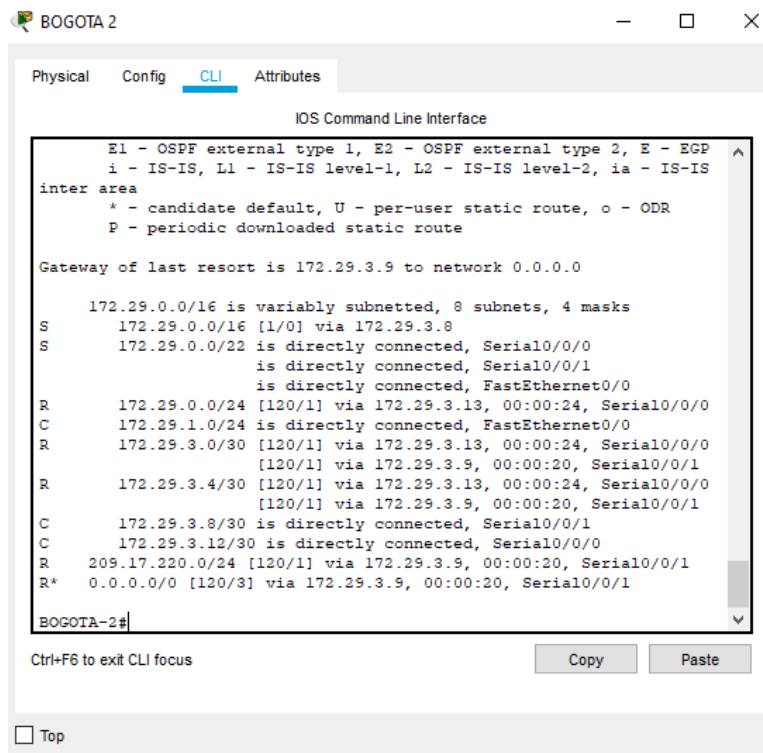 BOGOTA 2
Physical Config CLI Attributes
IOS Command Line Interface
E1 - OSPF external type 1, E2 - OSPF external type 2, E - EGP
i - IS-IS, L1 - IS-IS level-1, L2 - IS-IS level-2, ia - IS-IS
inter area
* - candidate default, U - per-user static route, o - ODR
P - periodic downloaded static route
Gateway of last resort is 172.29.3.9 to network 0.0.0.0
172.29.0.0/16 is variably subnetted, 8 subnets, 4 masks
S 172.29.0.0/16 [1/0] via 172.29.3.8
S 172.29.0.0/22 is directly connected, Serial0/0/0
is directly connected, Serial0/0/1
is directly connected, FastEthernet0/0
R 172.29.0.0/24 [120/1] via 172.29.3.13, 00:00:24, Serial0/0/0
C 172.29.1.0/24 is directly connected, FastEthernet0/0
R 172.29.3.0/30 [120/1] via 172.29.3.13, 00:00:24, Serial0/0/0
[120/1] via 172.29.3.9, 00:00:20, Serial0/0/1
R 172.29.3.4/30 [120/1] via 172.29.3.13, 00:00:24, Serial0/0/0
[120/1] via 172.29.3.9, 00:00:20, Serial0/0/1
C 172.29.3.8/30 is directly connected, Serial0/0/1
C 172.29.3.12/30 is directly connected, Serial0/0/0
R 209.17.220.0/24 [120/1] via 172.29.3.9, 00:00:20, Serial0/0/1
R* 0.0.0.0/0 [120/3] via 172.29.3.9, 00:00:20, Serial0/0/1
BOGOTA-2#
Ctrl+F6 to exit CLI focus Copy Paste
Top